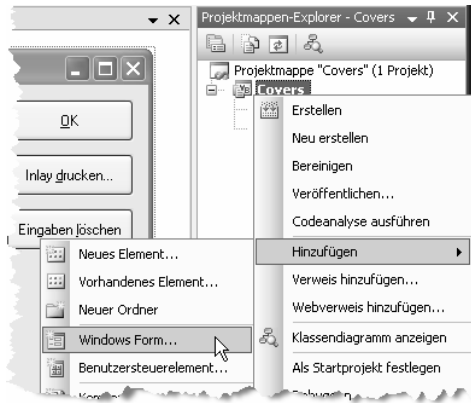 Projektmappen-Explorer - Covers
Projektmappe "Covers" (1 Projekt)
Covers
OK
Inlay drucken...
Eingaben löschen
Erstellen
Neu erstellen
Bereinigen
Veröffentlichen...
Codeanalyse ausführen
Hinzufügen
Verweis hinzufügen...
Webverweis hinzufügen...
Klassendiagramm anzeigen
Als Startprojekt festlegen
Neues Element...
Vorhandenes Element...
Neuer Ordner
Windows Form...
Benutzersteuerelement...